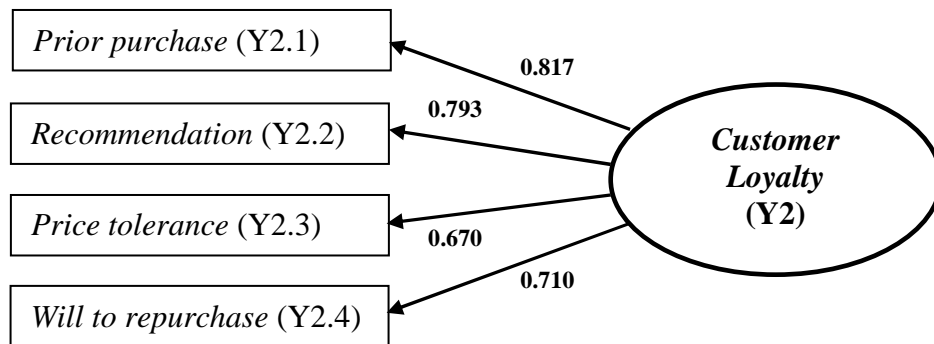 Prior purchase (Y2.1)
0.817
0.793
Recommendation (Y2.2)
Customer
Loyalty
(Y2)
Price tolerance (Y2.3)
0.670
0.710
Will to repurchase (Y2.4)